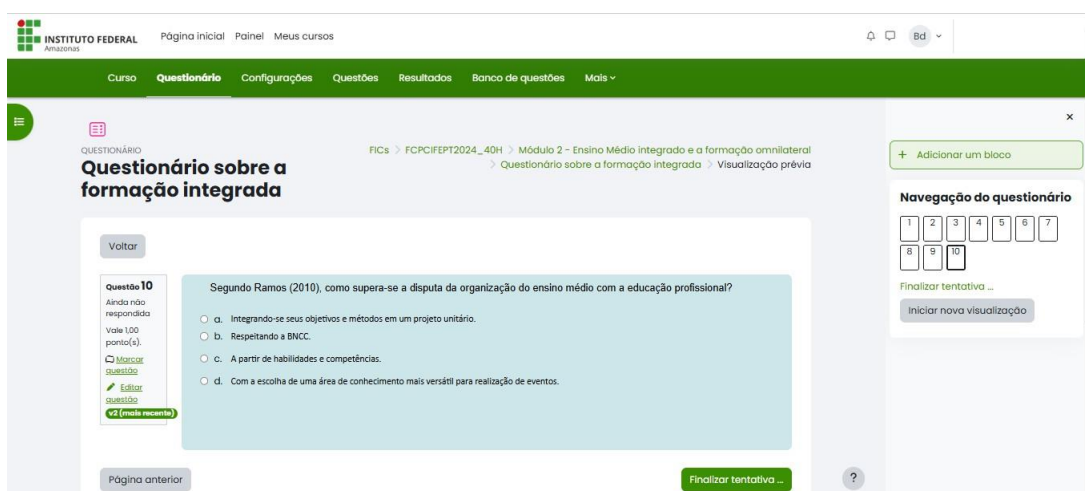 INSTITUTO FEDERAL
Amazonas
Página inicial Painel Meus cursos
Bd
Curso Questionário Configurações Questões Resultados Banco de questões Mais
QUESTIONÁRIO
Questionário sobre a
formação integrada
FICs > FCPCIFEPT2024_40H > Módulo 2 - Ensino Médio integrado e a formação omnilateral
> Questionário sobre a formação integrada > Visualização prévia
Voltar
Questão 10
Ainda não
respondida
Vale 1,00
ponto(s).
Marcar
questão
Editar
questão
v2 (mais recente)
Segundo Ramos (2010), como supera-se a disputa da organização do ensino médio com a educação profissional?
a. Integrando-se seus objetivos e métodos em um projeto unitário.
b. Respeitando a BNCC.
c. A partir de habilidades e competências.
d. Com a escolha de uma área de conhecimento mais versátil para realização de eventos.
Página anterior
Finalizar tentativa ...
?
×
+ Adicionar um bloco
Navegação do questionário
1 2 3 4 5 6 7
8 9 10
Finalizar tentativa ...
Iniciar nova visualização